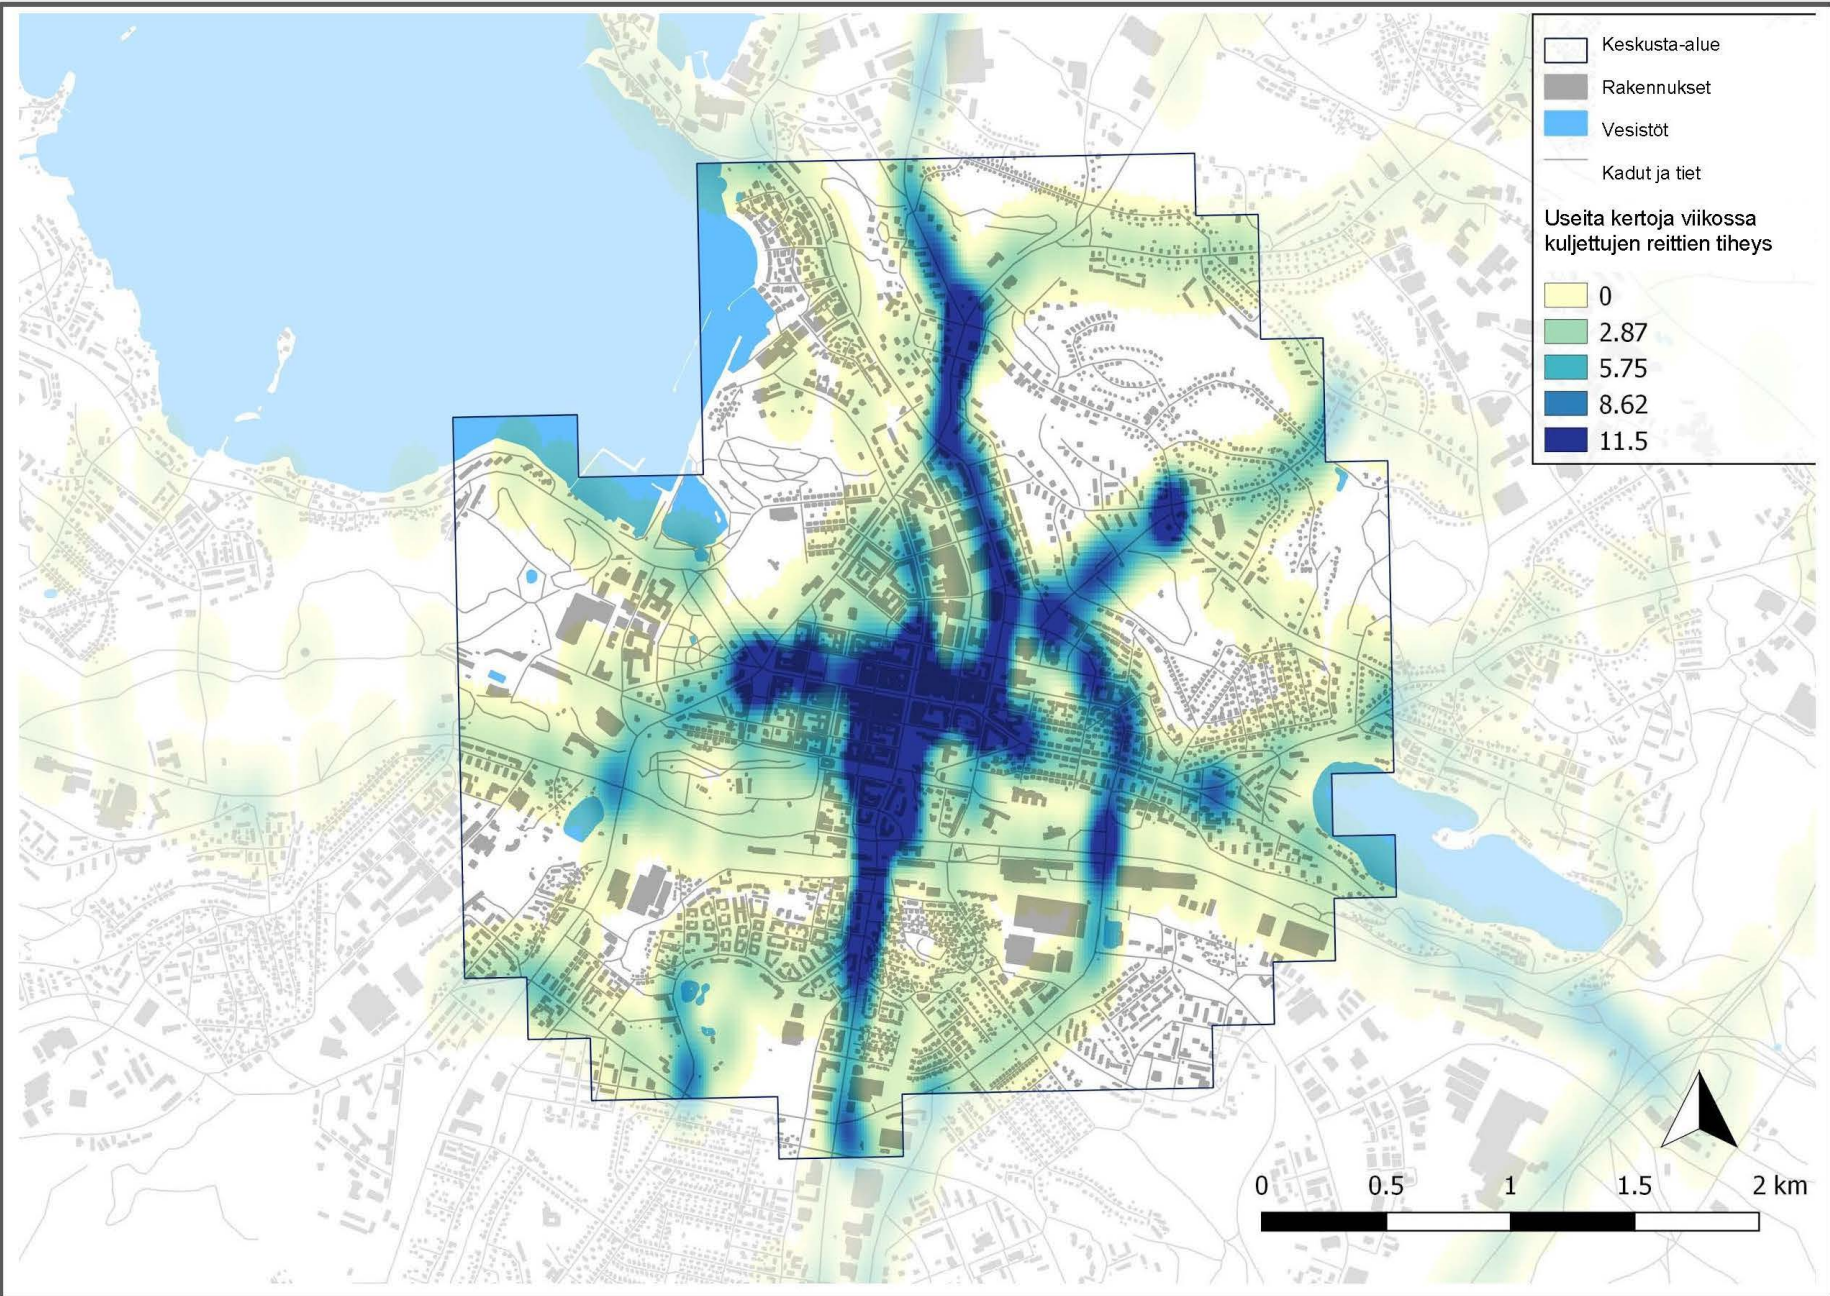 Keskusta-alue
Rakennukset
Vesistöt
Kadut ja tiet
Useita kertoja viikossa
kuljettujen reittien tiheys
0
2.87
5.75
8.62
11.5
0 0.5 1 1.5 2 km